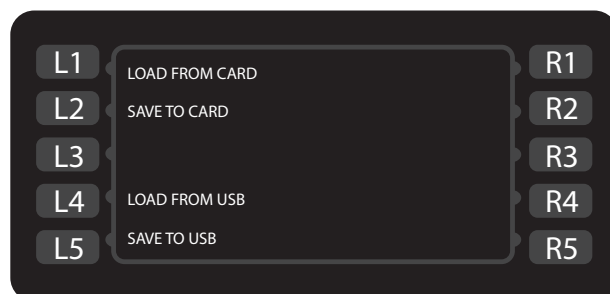 L1 LOAD FROM CARD R1
L2 SAVE TO CARD R2
L3 R3
L4 LOAD FROM USB R4
L5 SAVE TO USB R5